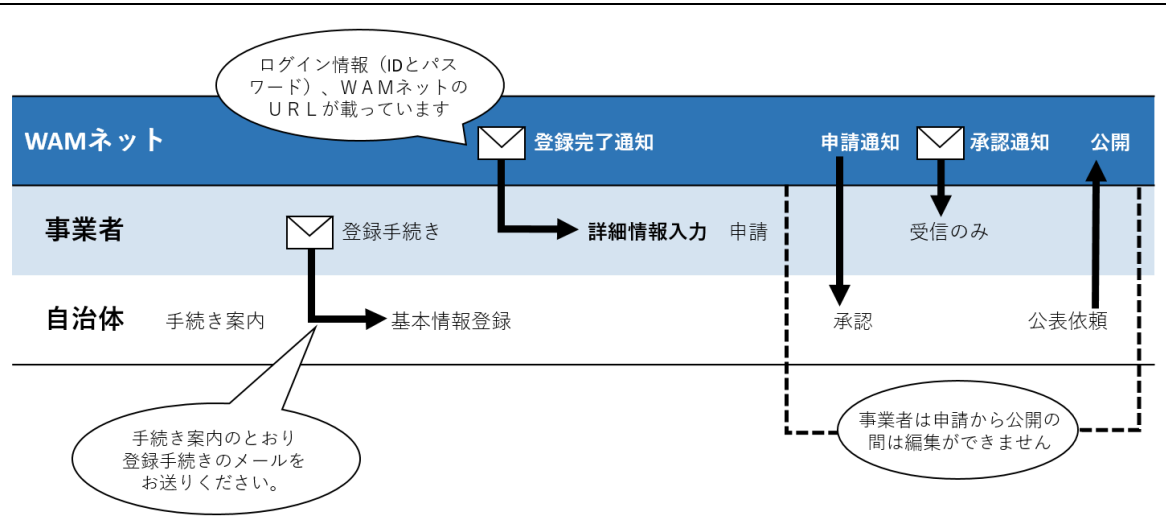 ログイン情報（IDとパス
ワード）、ＷＡＭネットの
ＵＲＬが載っています
WAMネット
登録完了通知
申請通知
承認通知
公開
事業者
登録手続き
詳細情報入力
申請
受信のみ
自治体
手続き案内
基本情報登録
承認
公表依頼
手続き案内のとおり
登録手続きのメールを
お送りください。
事業者は申請から公開の
間は編集ができません